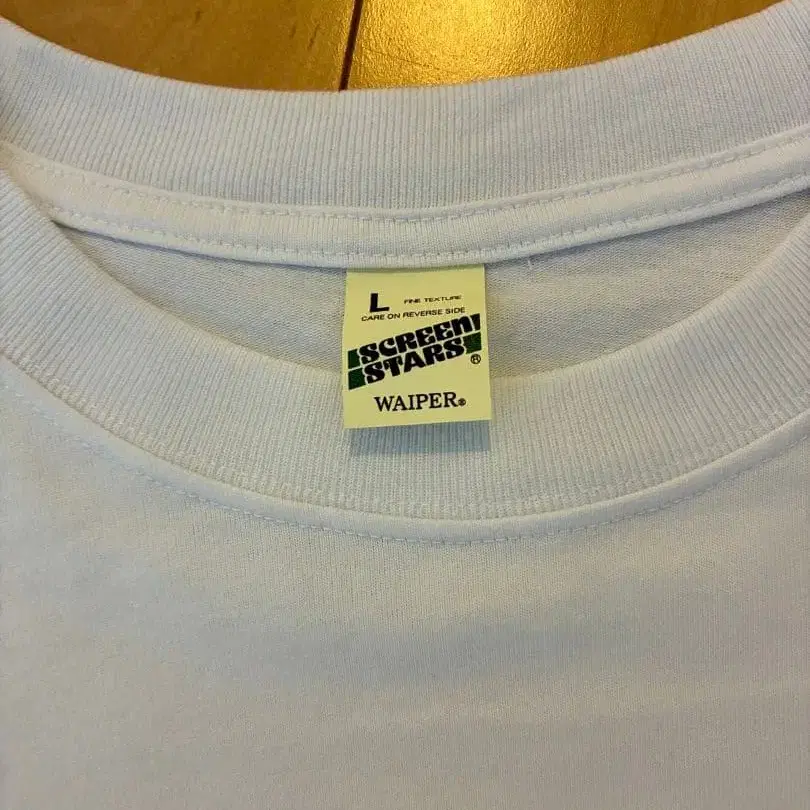 L FINE TEXTURE
CARE ON REVERSE SIDE
SCREEN
STARS®
WAIPER®